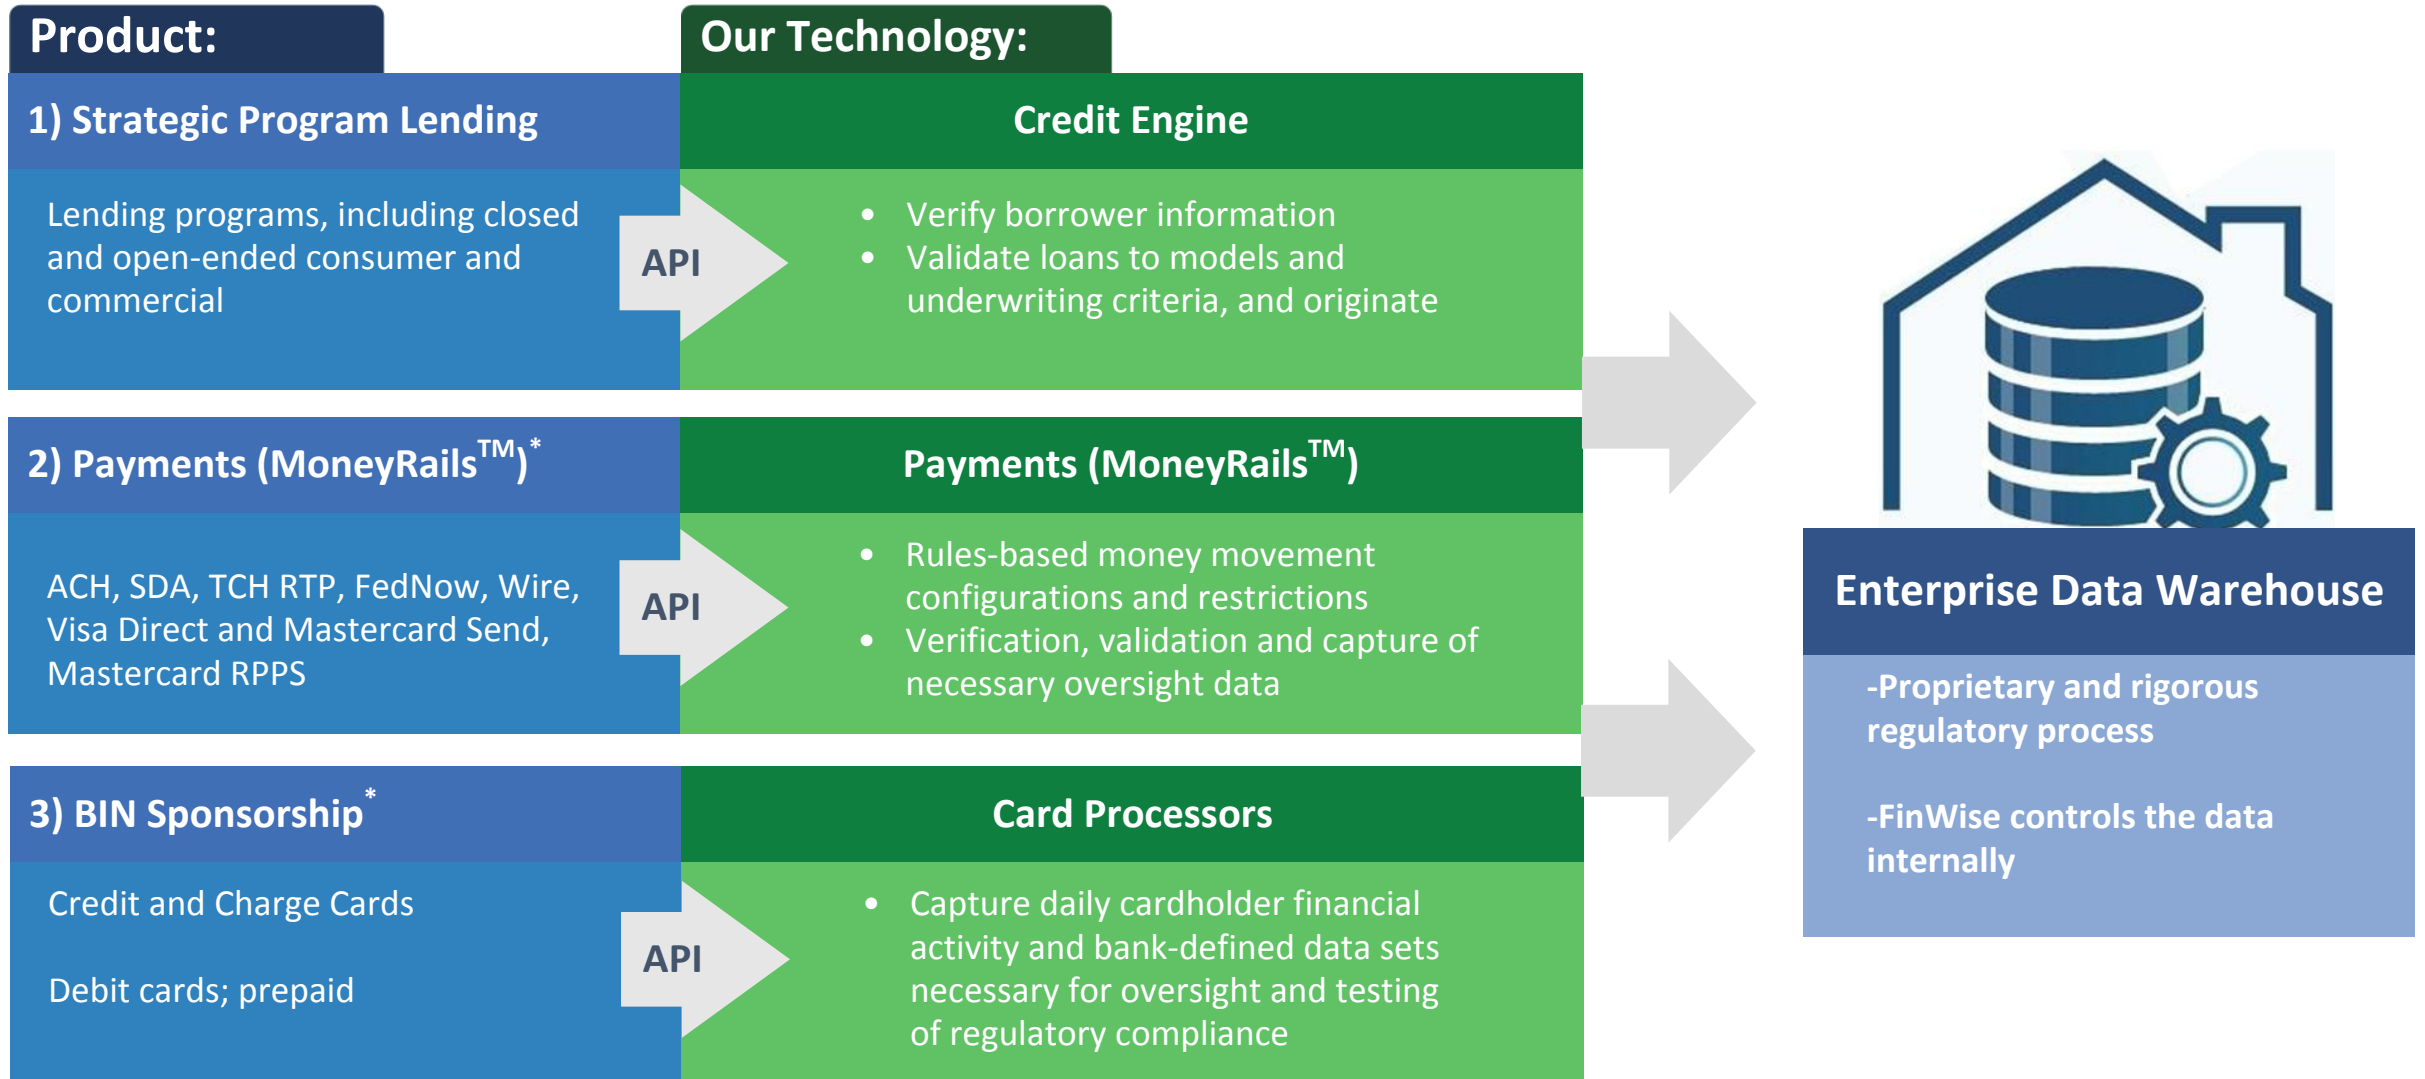 Product:
Our Technology:
1) Strategic Program Lending
Credit Engine
Lending programs, including closed
and open-ended consumer and
commercial
API
• Verify borrower information
• Validate loans to models and
underwriting criteria, and originate
2) Payments (MoneyRails™)*
Payments (MoneyRails™)
ACH, SDA, TCH RTP, FedNow, Wire,
Visa Direct and Mastercard Send,
Mastercard RPPS
API
• Rules-based money movement
configurations and restrictions
• Verification, validation and capture of
necessary oversight data
3) BIN Sponsorship*
Card Processors
Credit and Charge Cards
Debit cards; prepaid
API
• Capture daily cardholder financial
activity and bank-defined data sets
necessary for oversight and testing
of regulatory compliance
Enterprise Data Warehouse
-Proprietary and rigorous
regulatory process
-FinWise controls the data
internally